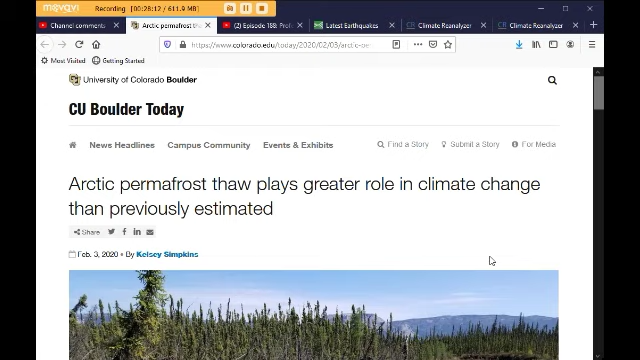 movavi Recording | 00:28:12 / 611.9 MB
Channel comments
Arctic permafrost tha
(2) Episode 188: Prof
Latest Earthquakes
Climate Reanalyzer
Climate Reanalyzer
https://www.colorado.edu/today/2020/02/03/arctic-pe
Most Visited Getting Started
University of Colorado Boulder
CU Boulder Today
News Headlines Campus Community Events & Exhibits Find a Story Submit a Story For Media
Arctic permafrost thaw plays greater role in climate change
than previously estimated
Share
Feb. 3, 2020 • By Kelsey Simpkins